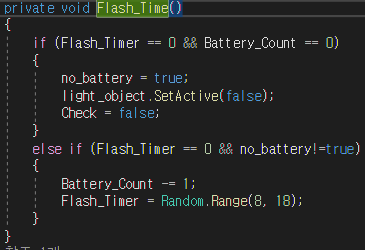 private void Flash_Time()
{
if (Flash_Timer == 0 && Battery_Count == 0)
{
no_battery = true;
light_object.SetActive(false);
Check = false;
}
else if (Flash_Timer == 0 && no_battery!=true)
{
Battery_Count -= 1;
Flash_Timer = Random.Range(8, 18);
}
}